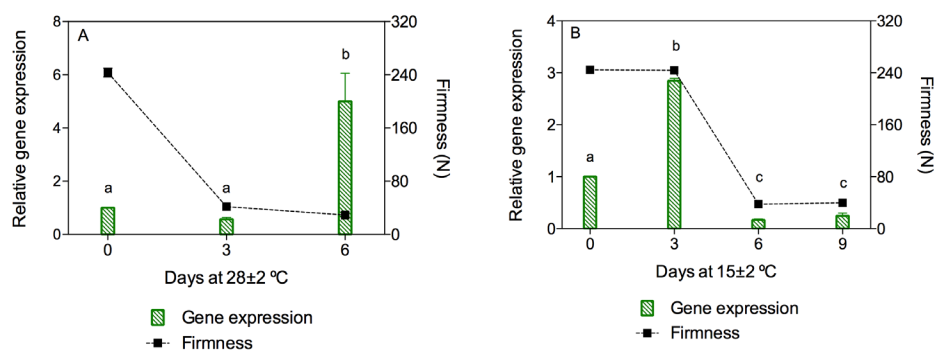 A
Relative gene expression
8
6
4
2
0
a
a
b
320
240
160
80
0
Firmness (N)
0 3 6
Days at 28±2 ºC
Gene expression
Firmness
B
Relative gene expression
4
3
2
1
0
a
b
c
c
320
240
160
80
0
Firmness (N)
0 3 6 9
Days at 15±2 ºC
Gene expression
Firmness